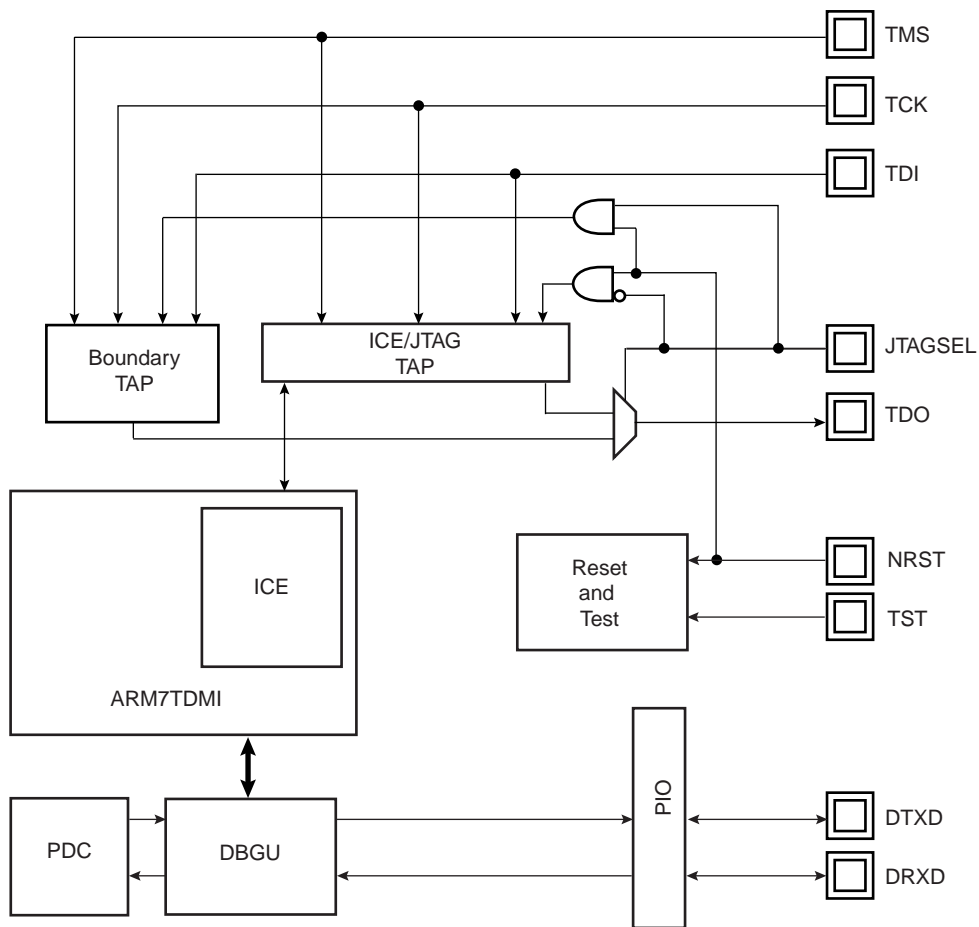 TMS
TCK
TDI
Boundary
TAP
ICE/JTAG
TAP
JTAGSEL
TDO
ICE
ARM7TDMI
Reset
and
Test
NRST
TST
PDC
DBGU
PIO
DTXD
DRXD